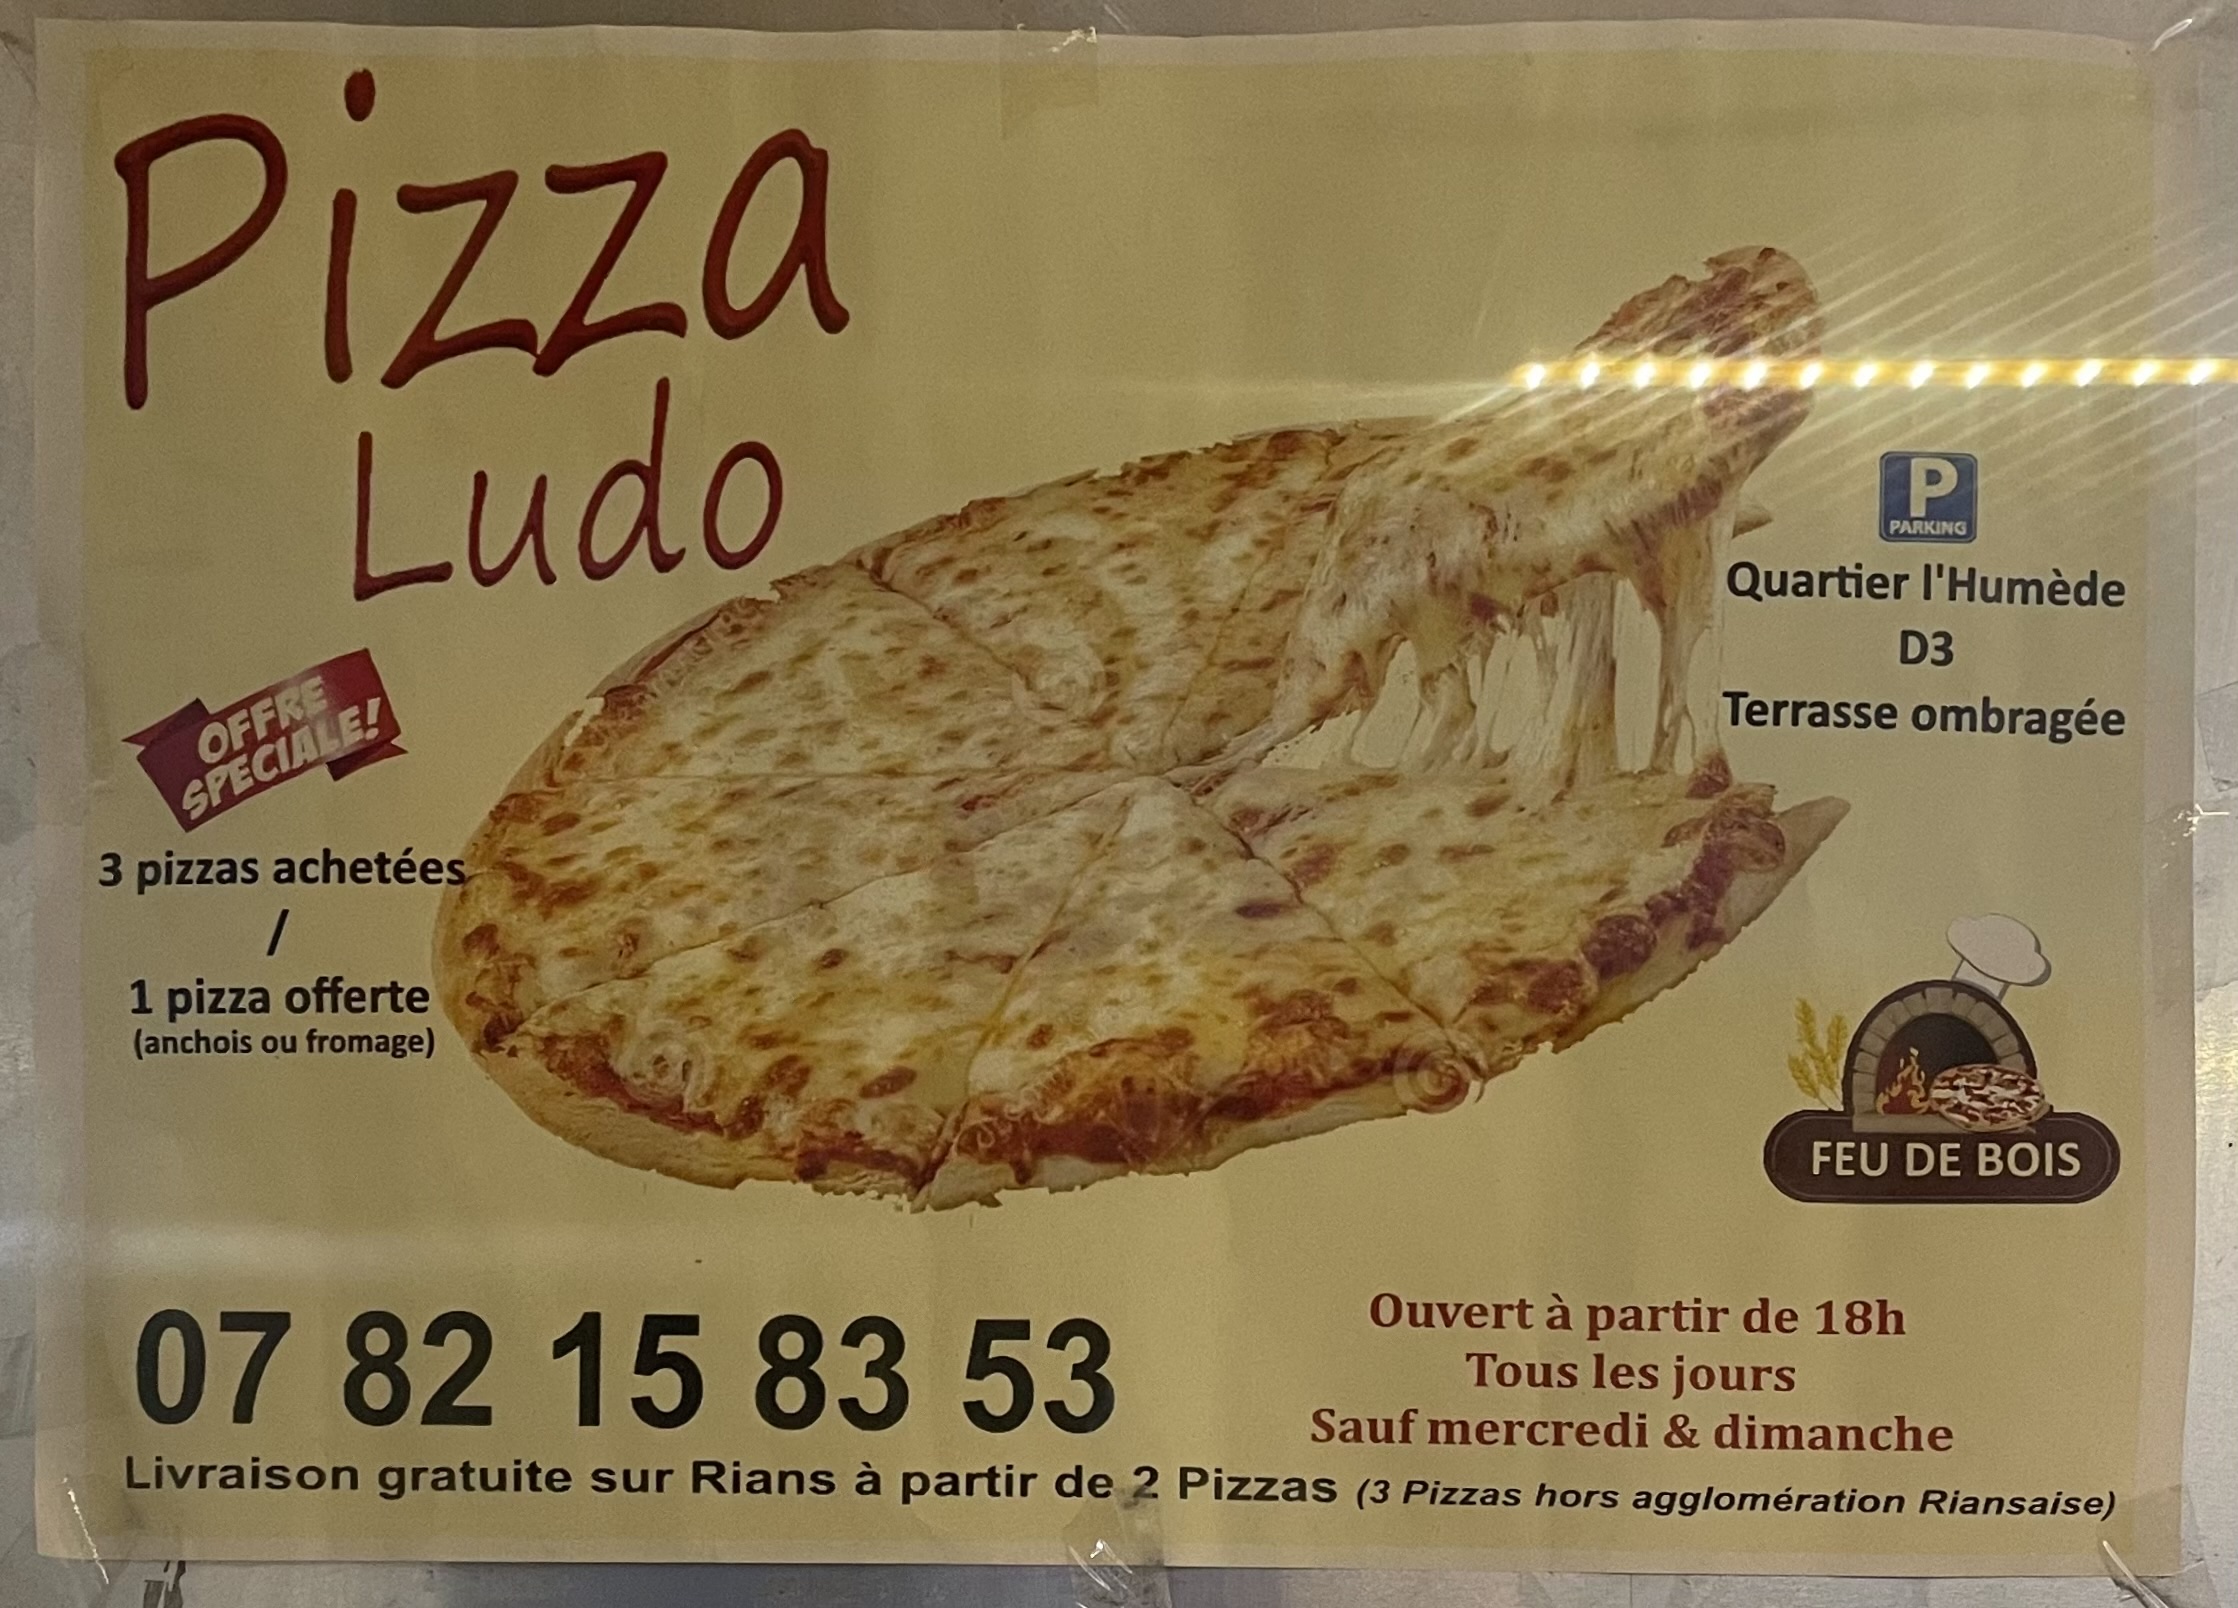 Pizza
Ludo
P
PARKING
Quartier l'Humède
D3
Terrasse ombragée
OFFRE
SPECIALE!
3 pizzas achetées
/
1 pizza offerte
(anchois ou fromage)
FEU DE BOIS
07 82 15 83 53
Ouvert à partir de 18h
Tous les jours
Sauf mercredi & dimanche
Livraison gratuite sur Rians à partir de 2 Pizzas (3 Pizzas hors agglomération Riansaise)